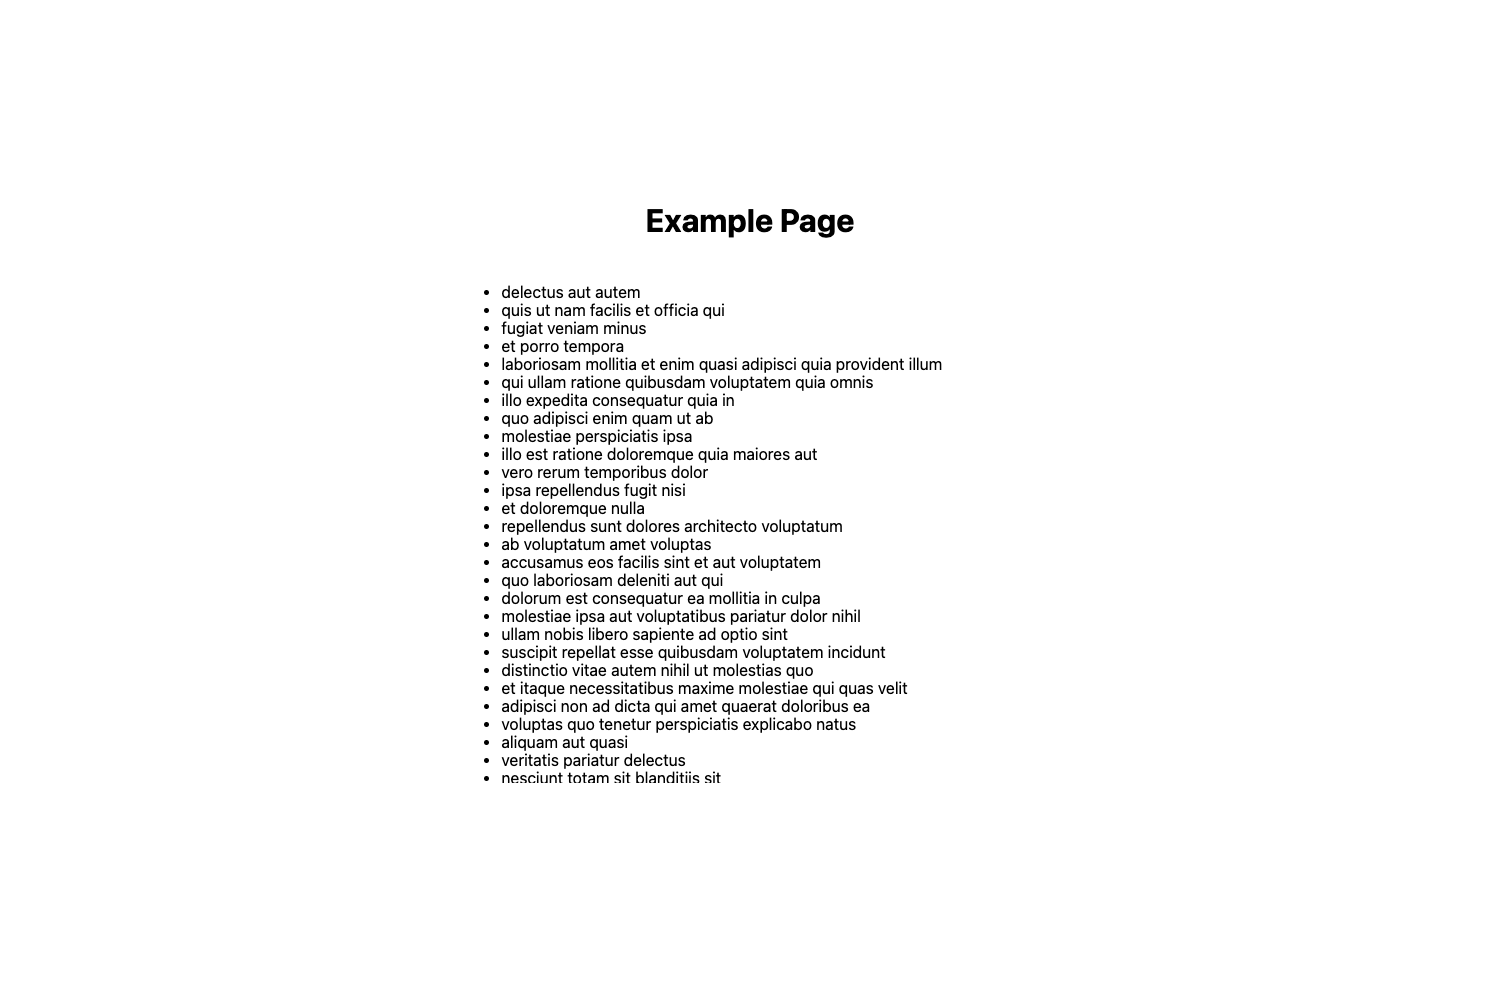 Example Page
delectus aut autem
quis ut nam facilis et officia qui
fugiat veniam minus
et porro tempora
laboriosam mollitia et enim quasi adipisci quia provident illum
qui ullam ratione quibusdam voluptatem quia omnis
illo expedita consequatur quia in
quo adipisci enim quam ut ab
molestiae perspiciatis ipsa
illo est ratione doloremque quia maiores aut
vero rerum temporibus dolor
ipsa repellendus fugit nisi
et doloremque nulla
repellendus sunt dolores architecto voluptatum
ab voluptatum amet voluptas
accusamus eos facilis sint et aut voluptatem
quo laboriosam deleniti aut qui
dolorum est consequatur ea mollitia in culpa
molestiae ipsa aut voluptatibus pariatur dolor nihil
ullam nobis libero sapiente ad optio sint
suscipit repellat esse quibusdam voluptatem incidunt
distinctio vitae autem nihil ut molestias quo
et itaque necessitatibus maxime molestiae qui quas velit
adipisci non ad dicta qui amet quaerat doloribus ea
voluptas quo tenetur perspiciatis explicabo natus
aliquam aut quasi
veritatis pariatur delectus
nesciunt totam sit blanditiis sit